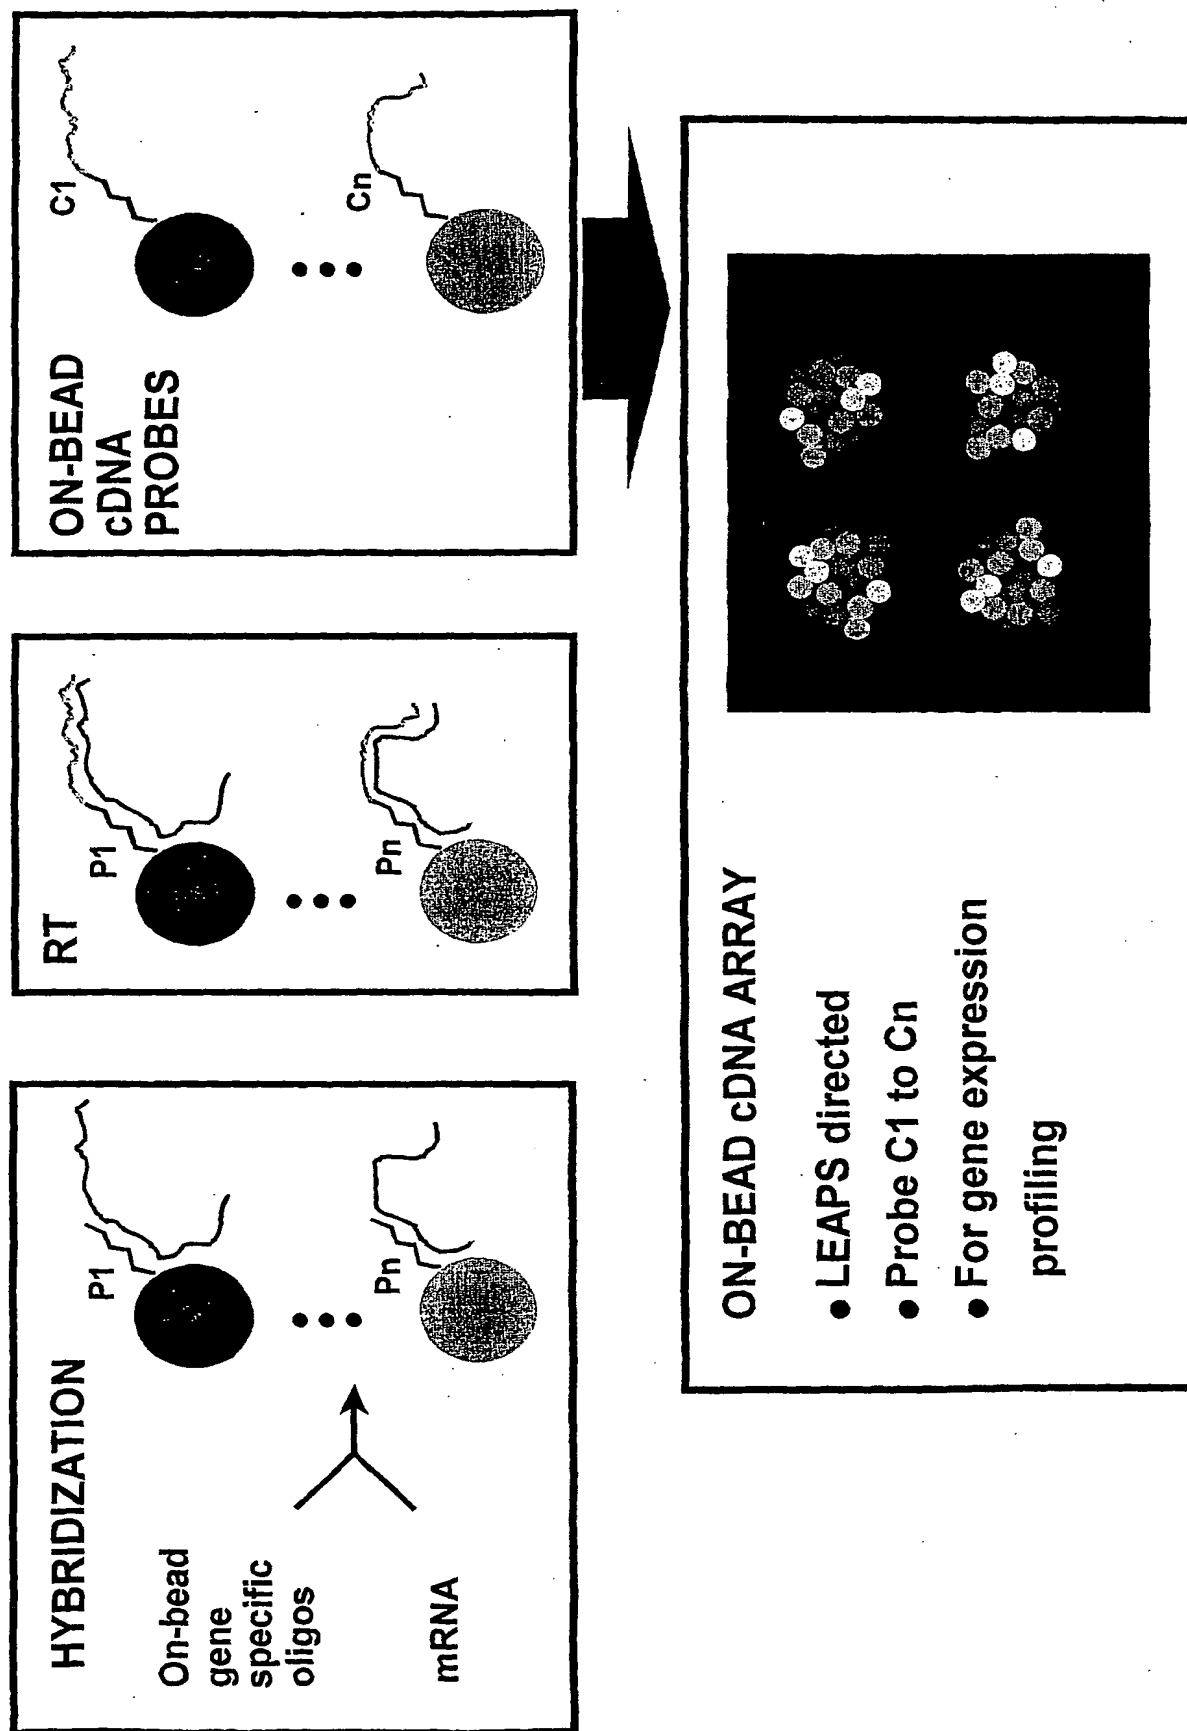 HYBRIDIZATION
On-bead
gene
specific
oligos
mRNA
P1
Pn
RT
P1
Pn
ON-BEAD
cDNA
PROBES
C1
Cn
ON-BEAD cDNA ARRAY
● LEAPS directed
● Probe C1 to Cn
● For gene expression
profiling